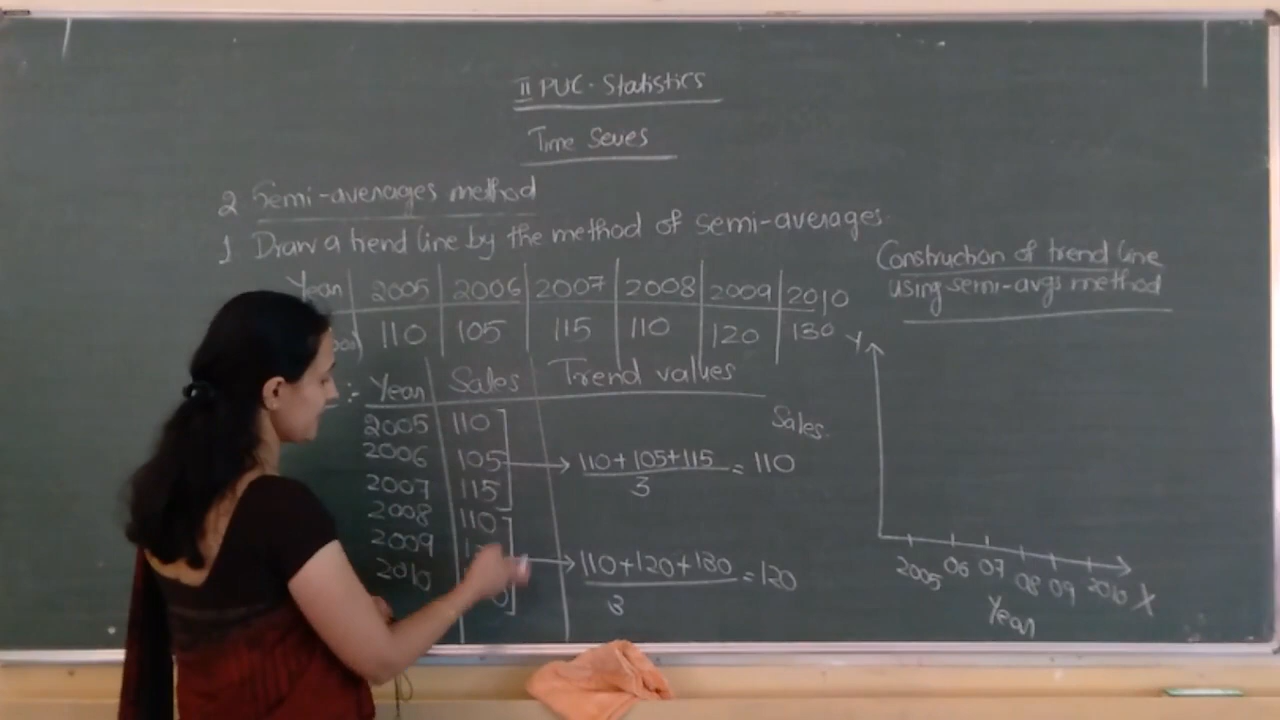 II PUC. Statistics
Time Series
2 Semi-averages method
1 Draw a trend line by the method of semi-averages.
Year 2005 2006 2007 2008 2009 2010
110 105 115 110 120 130
Construction of trend line
using semi-avgs method
Year Sales Trend values
2005 110
2006 105 110+105+115 = 110
3
2007 115
2008 110
2009 110+120+130 = 120
3
2010
Y
Sales
2005 06 07 08 09 2010 X
Year